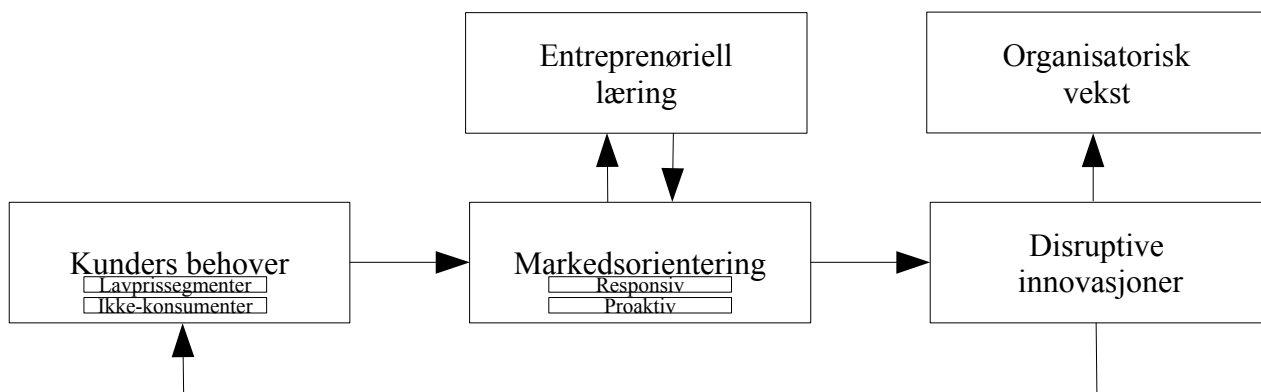 Entreprenøriell
læring
Organisatorisk
vekst
Kunders behover
Lavprissegmenter
Ikke-konsumenter
Markedsorientering
Responsiv
Proaktiv
Disruptive
innovasjoner